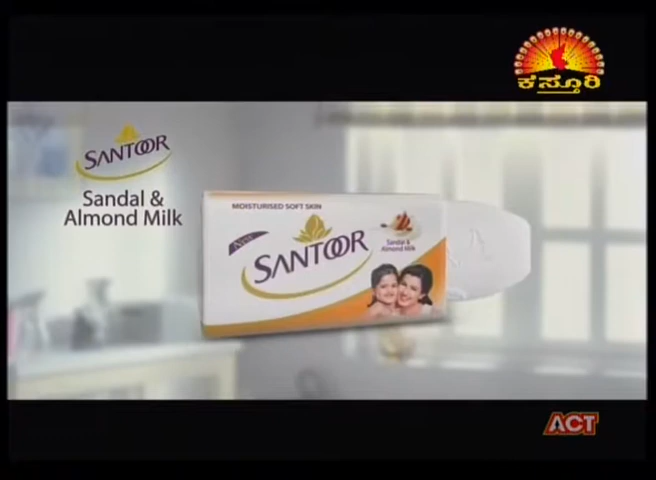 ಕಸ್ತೂರಿ
SANTOOR
Sandal &
Almond Milk
MOISTURISED SOFT SKIN
New
SANTOOR
Sandal &
Almond Milk
ACT